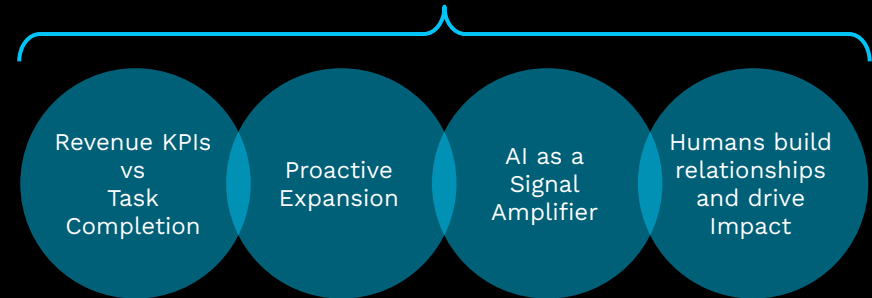 Revenue KPIs
vs
Task
Completion
Proactive
Expansion
AI as a
Signal
Amplifier
Humans build
relationships
and drive
Impact